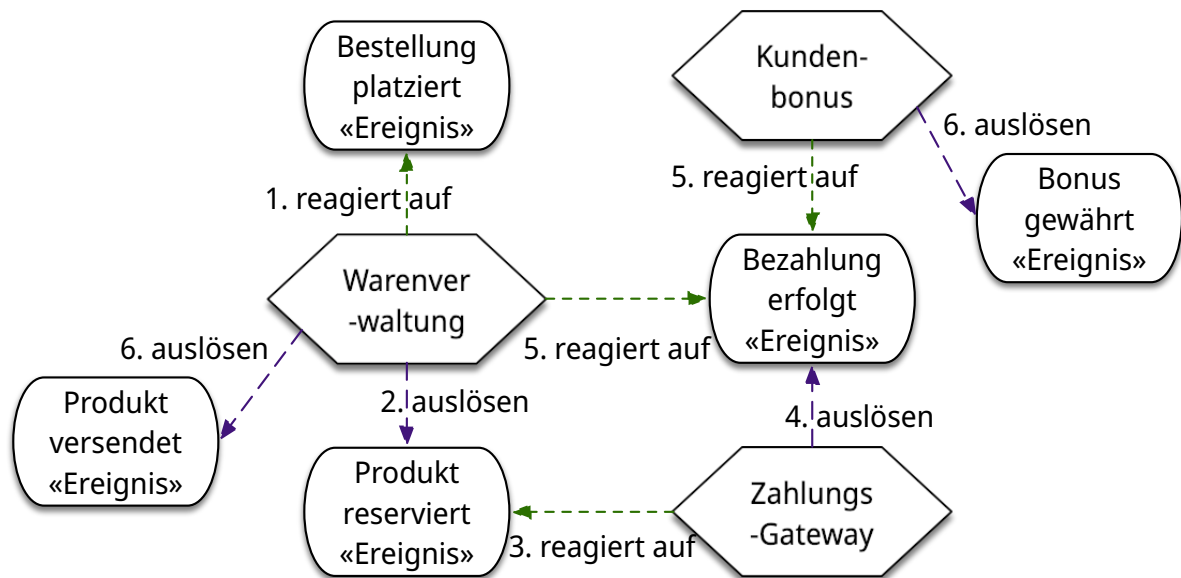 Bestellung
platziert
«Ereignis»
Kunden-
bonus
6. auslösen
1. reagiert auf
5. reagiert auf
Bonus
gewährt
«Ereignis»
Warenver
-waltung
Bezahlung
erfolgt
«Ereignis»
6. auslösen
5. reagiert auf
2. auslösen
4. auslösen
Produkt
versendet
«Ereignis»
Produkt
reserviert
«Ereignis»
3. reagiert auf
Zahlungs
-Gateway